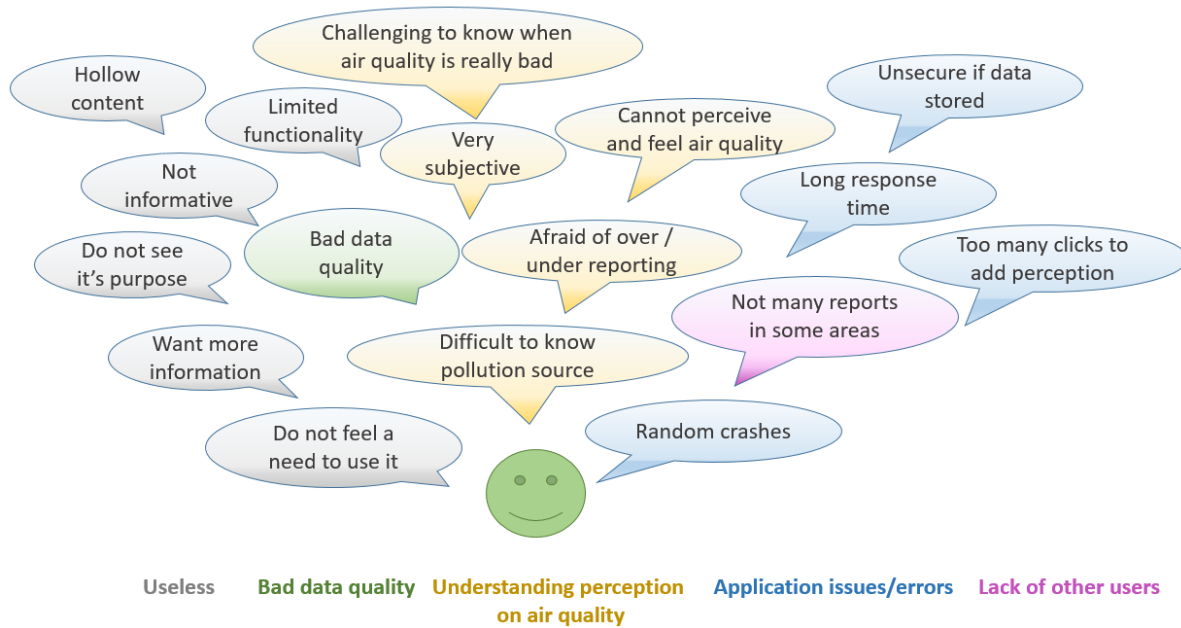 Challenging to know when
air quality is really bad
Hollow
content
Limited
functionality
Very
subjective
Cannot perceive
and feel air quality
Unsecure if data
stored
Not
informative
Long response
time
Do not see
it's purpose
Bad data
quality
Afraid of over /
under reporting
Too many clicks to
add perception
Not many reports
in some areas
Want more
information
Difficult to know
pollution source
Do not feel a
need to use it
Random crashes
Useless
Bad data quality
Understanding perception
on air quality
Application issues/errors
Lack of other users